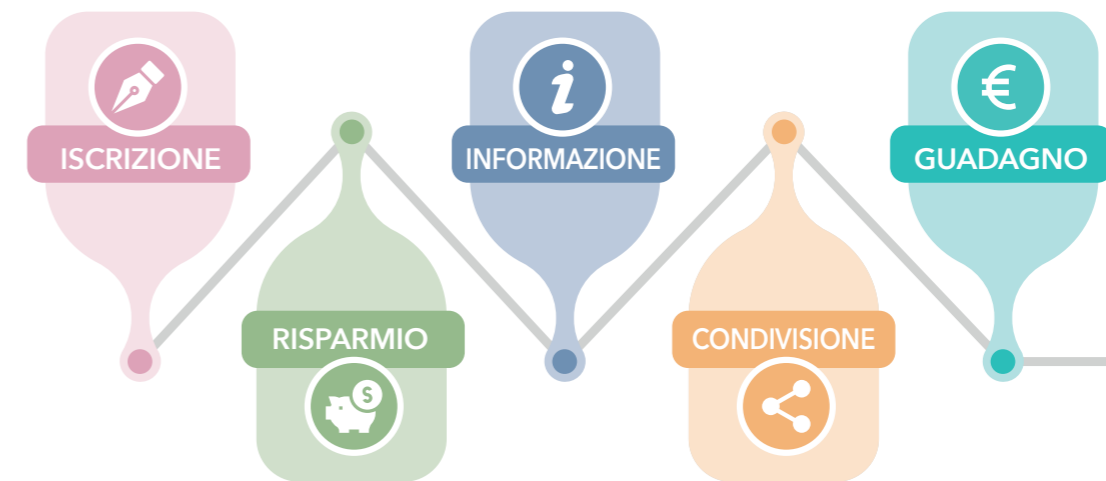 ISCRIZIONE
RISPARMIO
$
i
INFORMAZIONE
CONDIVISIONE
€
GUADAGNO